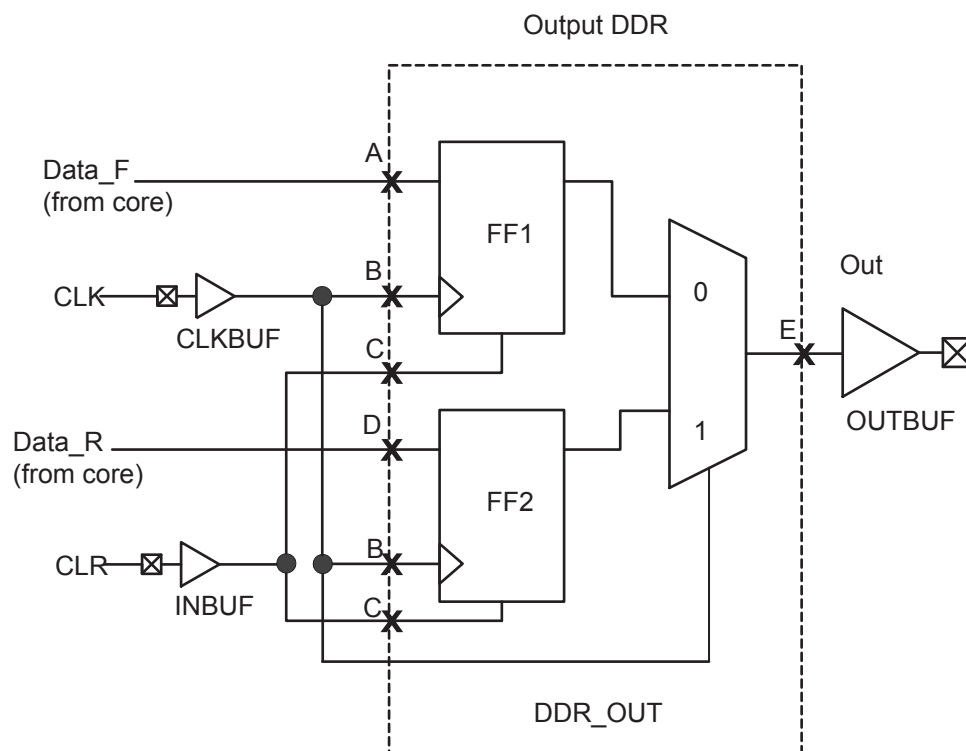 Output DDR
A
Data_F
(from core)
FF1
B
CLK
CLKBUF
C
0
Out
E
OUTBUF
D
Data_R
(from core)
1
FF2
B
CLR
INBUF
C
DDR_OUT